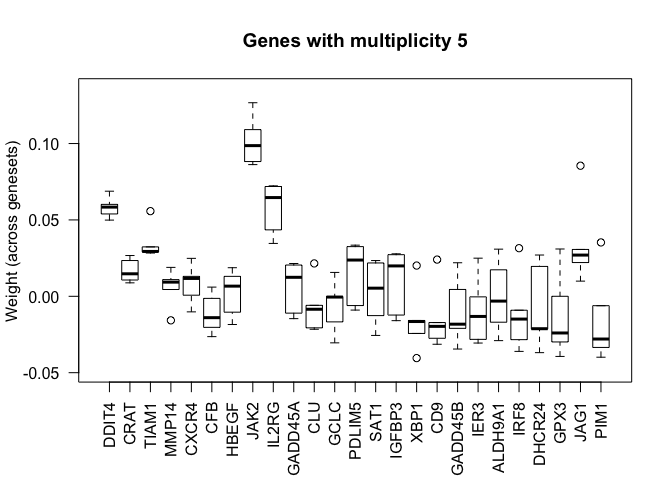 Genes with multiplicity 5
Weight (across genesets)
0.10
0.05
0.00
-0.05
DDIT4
CRAT
TIAM1
MMP14
CXCR4
CFB
HBEGF
JAK2
IL2RG
GADD45A
CLU
GCLC
PDLIM5
SAT1
IGFBP3
XBP1
CD9
GADD45B
IER3
ALDH9A1
IRF8
DHCR24
GPX3
JAG1
PIM1